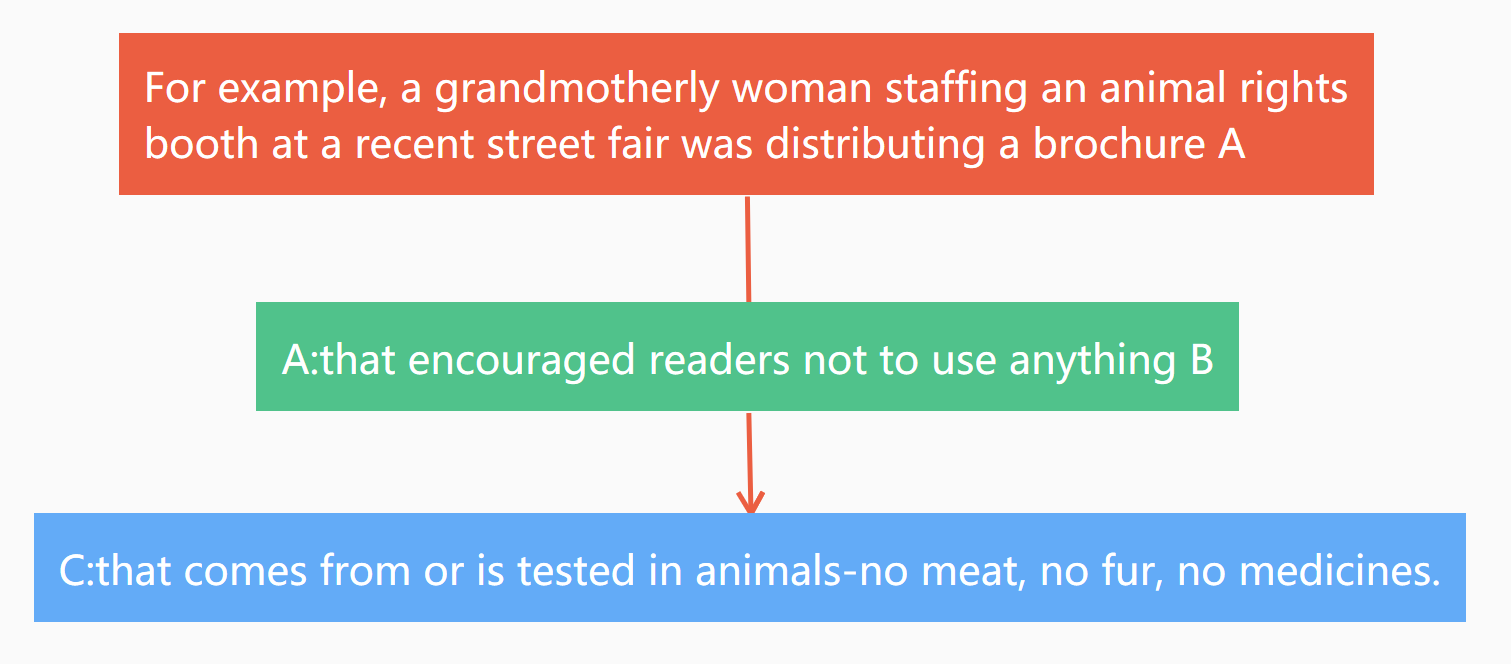 For example, a grandmotherly woman staffing an animal rights
booth at a recent street fair was distributing a brochure A
A:that encouraged readers not to use anything B
C:that comes from or is tested in animals-no meat, no fur, no medicines.